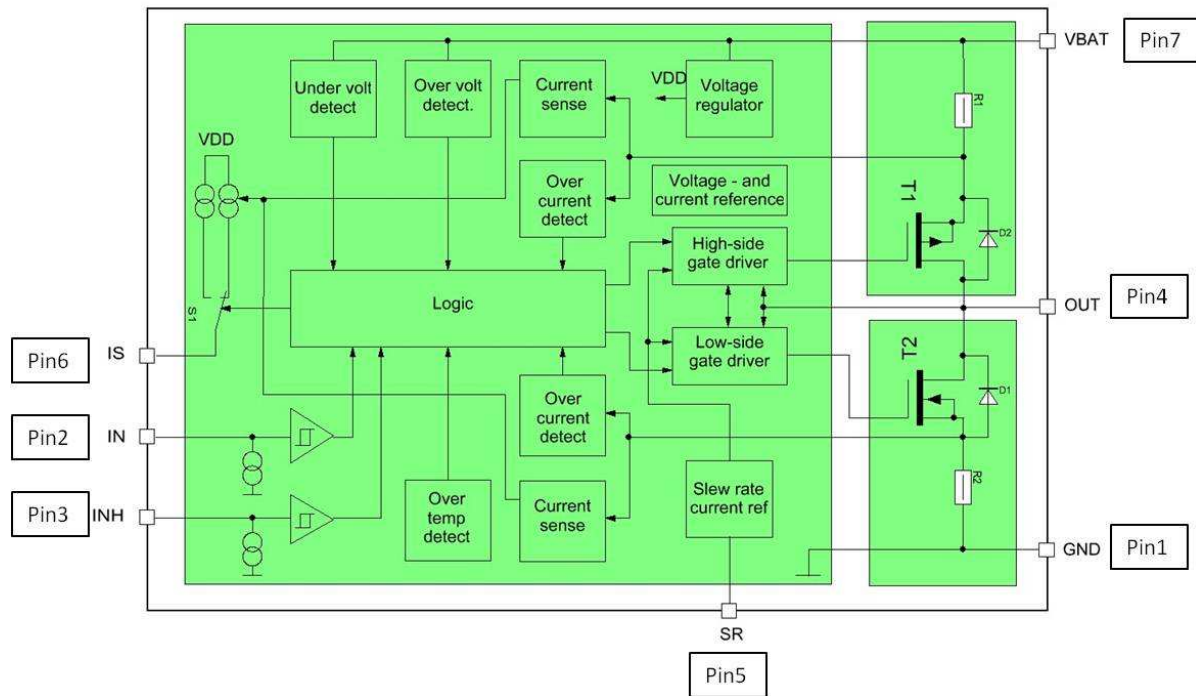 VBAT
Pin7
Under volt
detect
Over volt
detect.
Current
sense
VDD
Voltage
regulator
R1
VDD
Over
current
detect
Voltage - and
current reference
T1
D2
High-side
gate driver
Logic
S1
OUT
Pin4
Low-side
gate driver
T2
D1
Pin6
IS
Over
current
detect
Pin2
IN
Pin3
INH
Over
temp
detect
Current
sense
Slew rate
current ref
R2
GND
Pin1
SR
Pin5